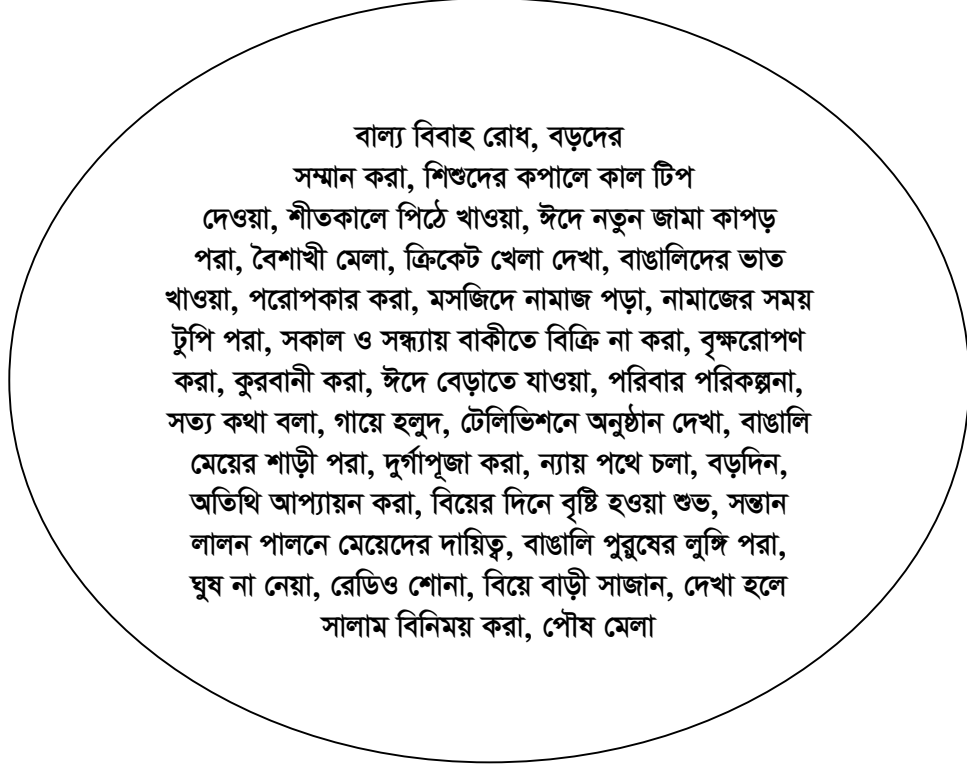 বাল্য বিবাহ রোধ, বড়দের
সম্মান করা, শিশুদের কপালে কাল টিপ
দেওয়া, শীতকালে পিঠে খাওয়া, ঈদে নতুন জামা কাপড়
পরা, বৈশাখী মেলা, ক্রিকেট খেলা দেখা, বাঙালিদের ভাত
খাওয়া, পরোপকার করা, মসজিদে নামাজ পড়া, নামাজের সময়
টুপি পরা, সকাল ও সন্ধ্যায় বাকীতে বিক্রি না করা, বৃক্ষরোপণ
করা, কুরবানী করা, ঈদে বেড়াতে যাওয়া, পরিবার পরিকল্পনা,
সত্য কথা বলা, গায়ে হলুদ, টেলিভিশনে অনুষ্ঠান দেখা, বাঙালি
মেয়ের শাড়ী পরা, দুর্গাপূজা করা, ন্যায় পথে চলা, বড়দিন,
অতিথি আপ্যায়ন করা, বিয়ের দিনে বৃষ্টি হওয়া শুভ, সন্তান
লালন পালনে মেয়েদের দায়িত্ব, বাঙালি পুরুষের লুঙ্গি পরা,
ঘুষ না নেয়া, রেডিও শোনা, বিয়ে বাড়ী সাজান, দেখা হলে
সালাম বিনিময় করা, পৌষ মেলা